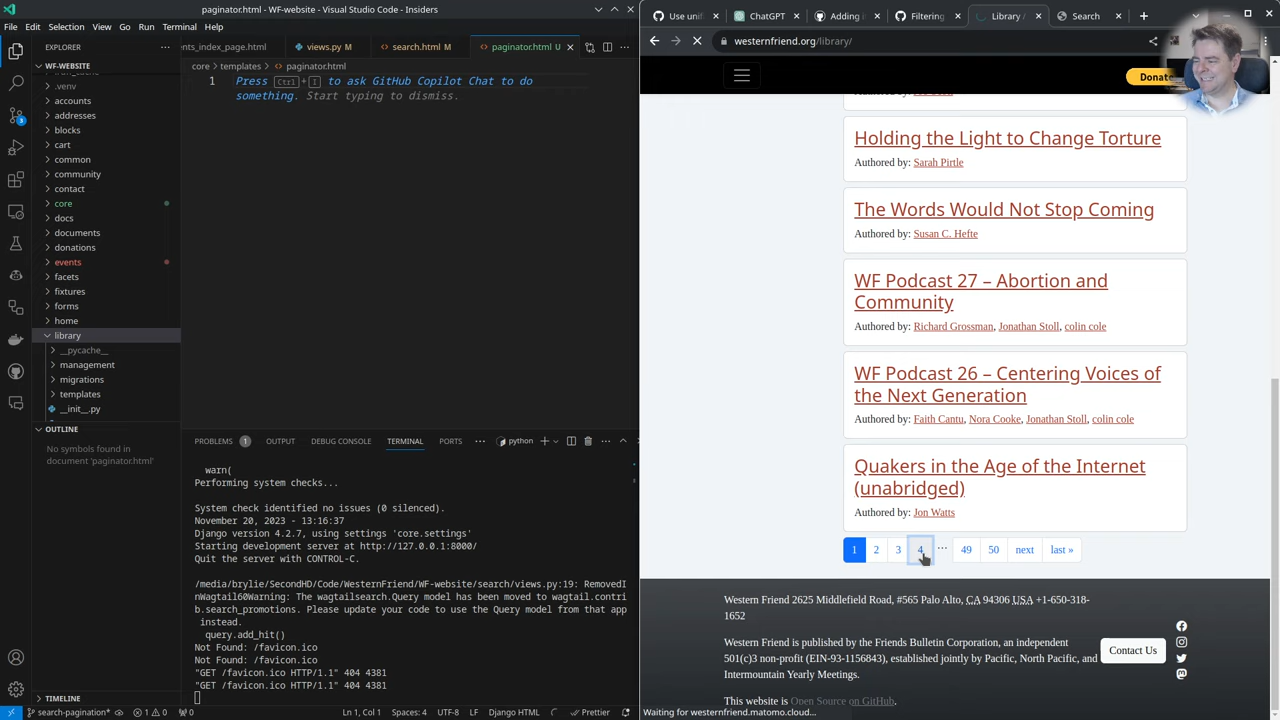 paginator.html - WF-website - Visual Studio Code - Insiders
File Edit Selection View Go Run Terminal Help
EXPLORER
ents_index_page.html
views.py M
search.html M
paginator.html U
WF-WEBSITE
core > templates > paginator.html
.venv
accounts
addresses
blocks
cart
common
community
contact
core
docs
documents
donations
events
facets
fixtures
forms
home
library
__pycache__
management
migrations
templates
__init__.py
OUTLINE
No symbols found in
document 'paginator.html'
TIMELINE
1
Press Ctrl + I to ask GitHub Copilot Chat to do
something. Start typing to dismiss.
PROBLEMS 1 OUTPUT DEBUG CONSOLE TERMINAL PORTS
python
warn(
Performing system checks...
System check identified no issues (0 silenced).
November 20, 2023 - 13:16:37
Django version 4.2.7, using settings 'core.settings'
Starting development server at http://127.0.0.1:8000/
Quit the server with CONTROL-C.
/media/brylie/SecondHD/Code/WesternFriend/WF-website/search/views.py:19: RemovedI
nWagtail60Warning: The wagtailsearch.Query model has been moved to wagtail.contri
b.search_promotions. Please update your code to use the Query model from that app
instead.
query.add_hit()
Not Found: /favicon.ico
Not Found: /favicon.ico
"GET /favicon.ico HTTP/1.1" 404 4381
"GET /favicon.ico HTTP/1.1" 404 4381
search-pagination* 1 0 0
Ln 1, Col 1 Spaces: 4 UTF-8 LF Django HTML Prettier
Use unif
ChatGPT
Adding i
Filtering
Library /
Search
westernfriend.org/library/
Donate
Holding the Light to Change Torture
Authored by: Sarah Pirtle
The Words Would Not Stop Coming
Authored by: Susan C. Hefte
WF Podcast 27 – Abortion and
Community
Authored by: Richard Grossman, Jonathan Stoll, colin cole
WF Podcast 26 – Centering Voices of
the Next Generation
Authored by: Faith Cantu, Nora Cooke, Jonathan Stoll, colin cole
Quakers in the Age of the Internet
(unabridged)
Authored by: Jon Watts
1 2 3 4 ... 49 50 next last »
Western Friend 2625 Middlefield Road, #565 Palo Alto, CA 94306 USA +1-650-318-
1652
Western Friend is published by the Friends Bulletin Corporation, an independent
501(c)3 non-profit (EIN-93-1156843), established jointly by Pacific, North Pacific, and
Intermountain Yearly Meetings.
Contact Us
This website is Open Source on GitHub.
Waiting for westernfriend.matomo.cloud...